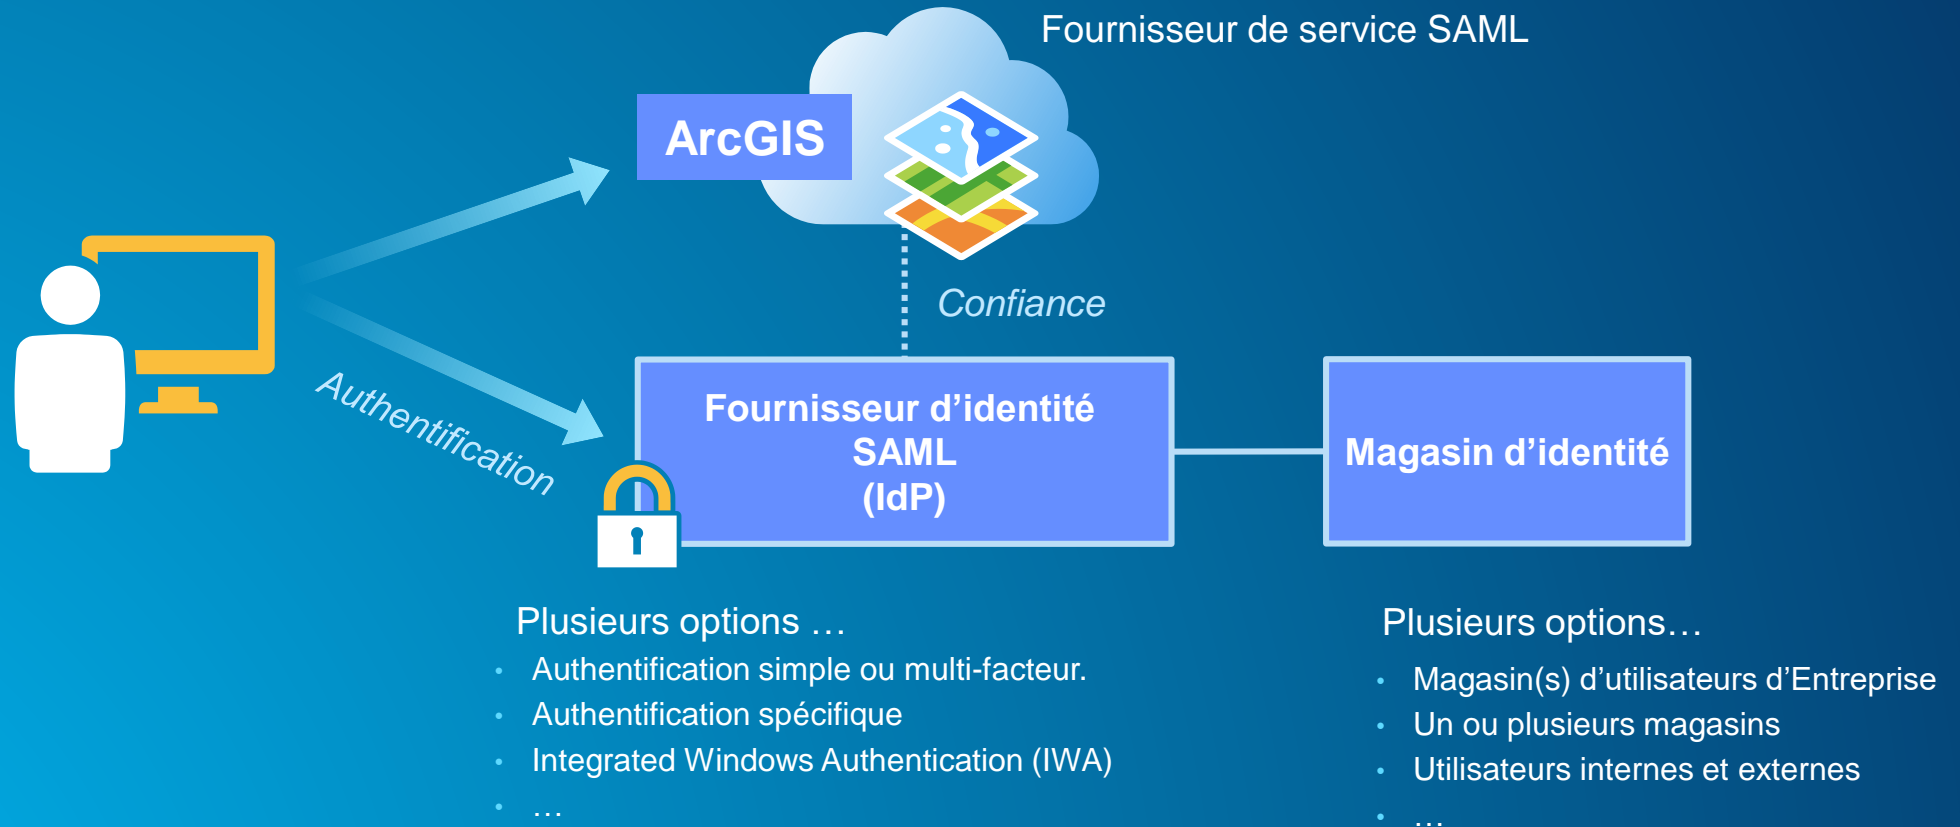 Fournisseur de service SAML
ArcGIS
Confiance
Authentification
Fournisseur d’identité
SAML
(IdP)
Magasin d’identité
Plusieurs options …
• Authentification simple ou multi-facteur.
• Authentification spécifique
• Integrated Windows Authentication (IWA)
• …
Plusieurs options…
• Magasin(s) d’utilisateurs d’Entreprise
• Un ou plusieurs magasins
• Utilisateurs internes et externes
• …